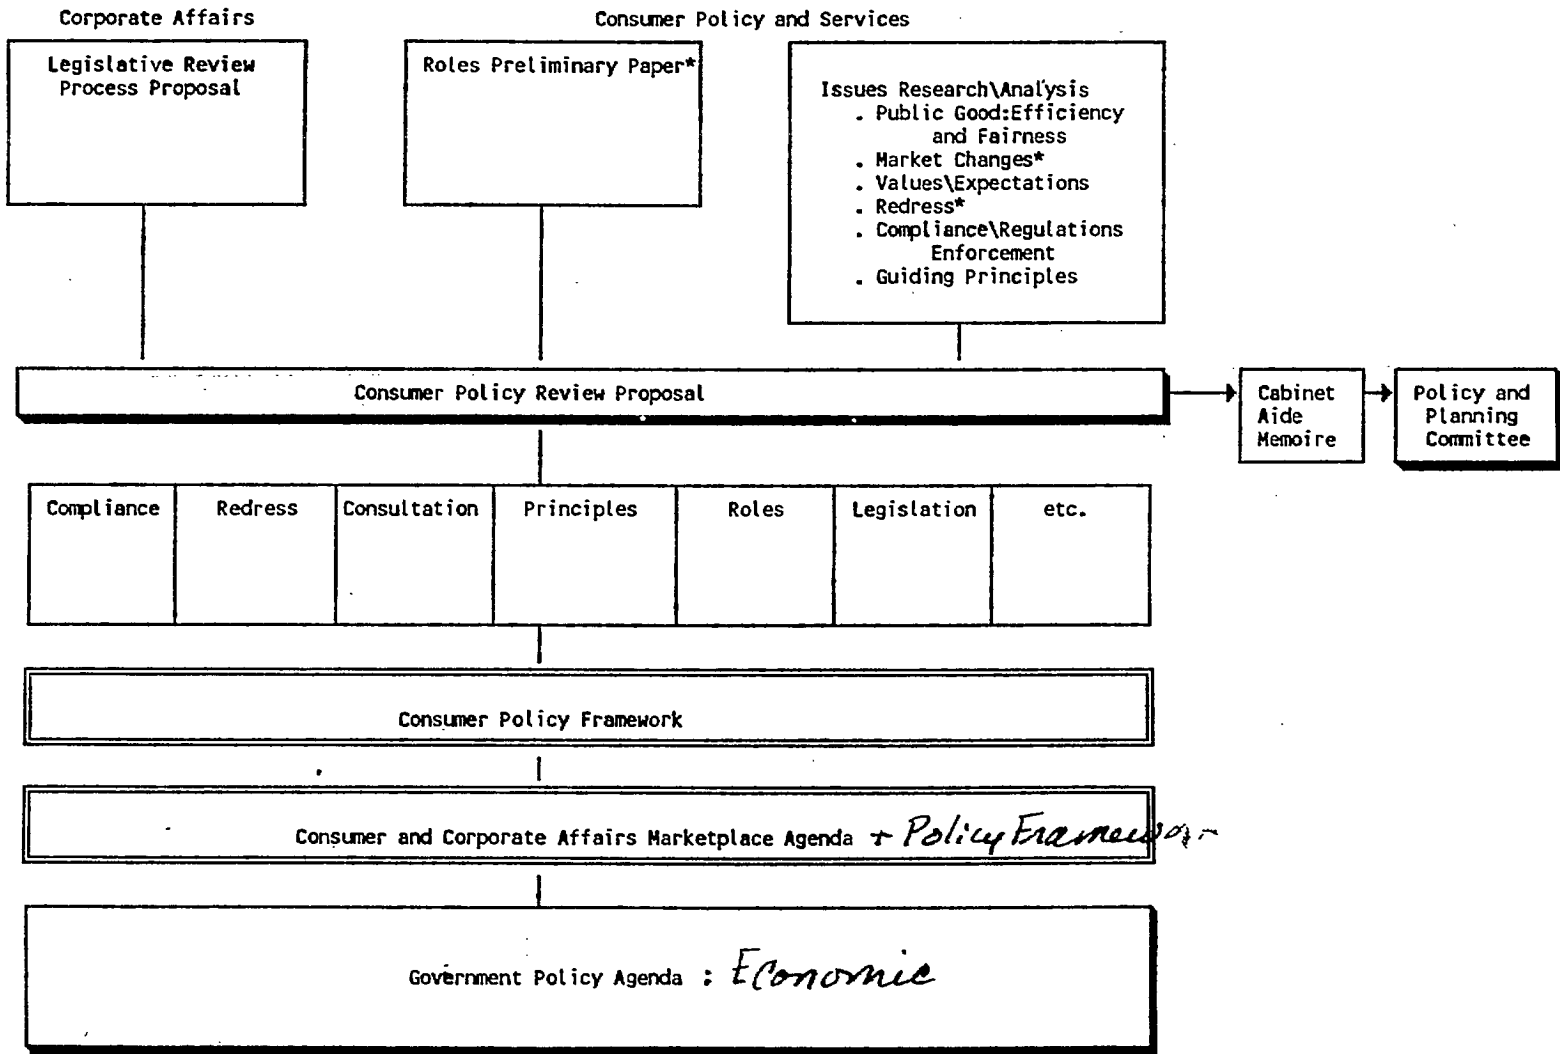 Corporate Affairs
Consumer Policy and Services
Legislative Review
Process Proposal
Roles Preliminary Paper*
Issues Research\Analysis
. Public Good:Efficiency
and Fairness
. Market Changes*
. Values\Expectations
. Redress*
. Compliance\Regulations
Enforcement
. Guiding Principles
Consumer Policy Review Proposal
Cabinet
Aide
Memoire
Policy and
Planning
Committee
Compliance
Redress
Consultation
Principles
Roles
Legislation
etc.
Consumer Policy Framework
Consumer and Corporate Affairs Marketplace Agenda + Policy Framewor
Government Policy Agenda : Economic